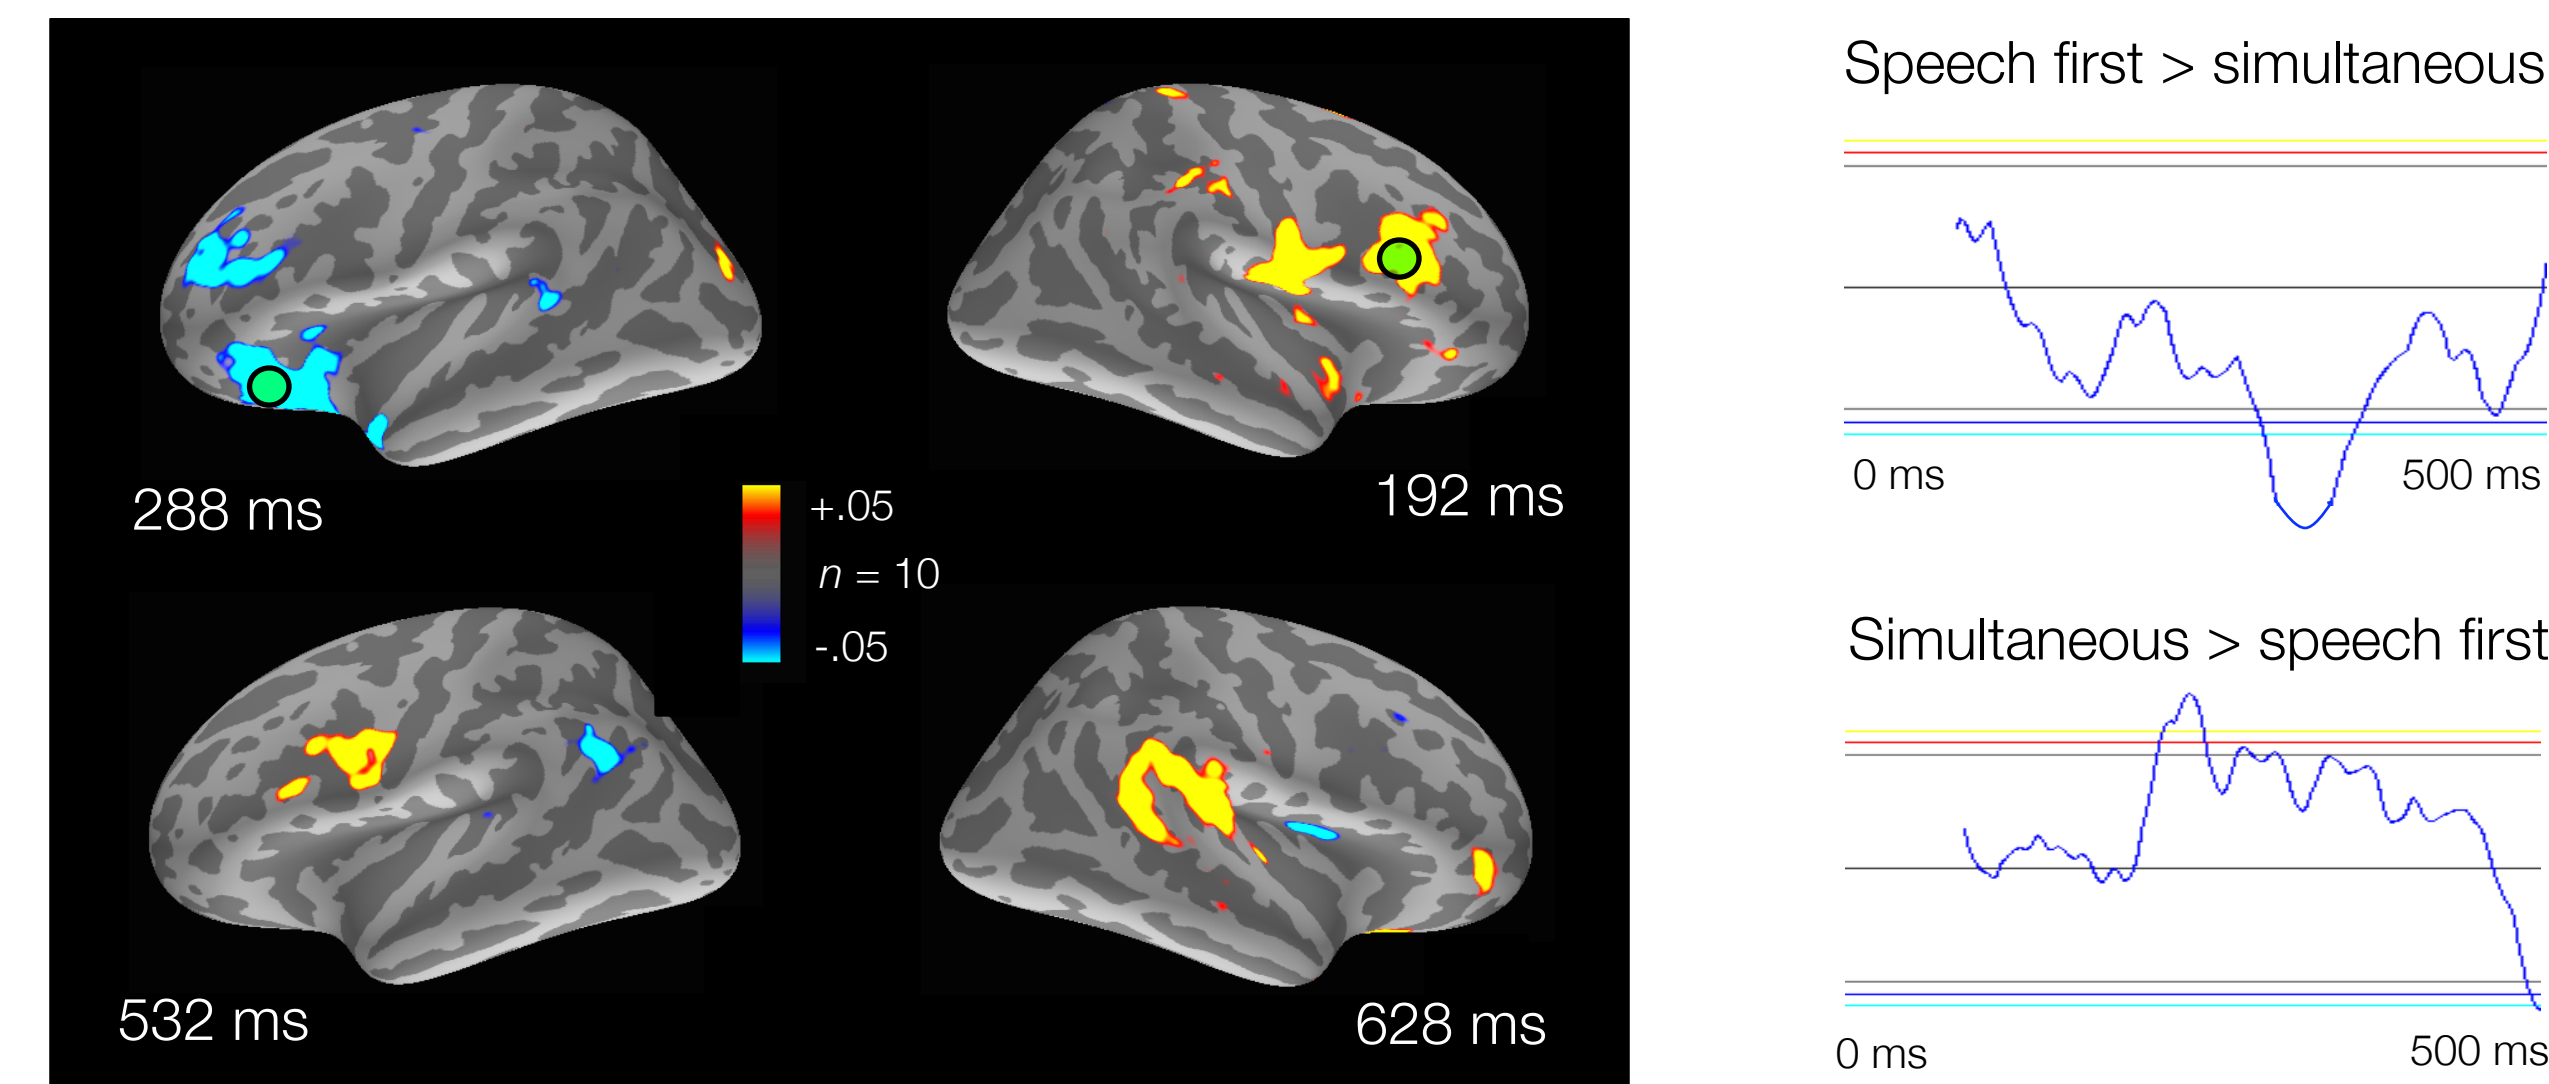 288 ms
192 ms
+.05
n = 10
-.05
532 ms
628 ms
Speech first > simultaneous
0 ms
500 ms
Simultaneous > speech first
0 ms
500 ms